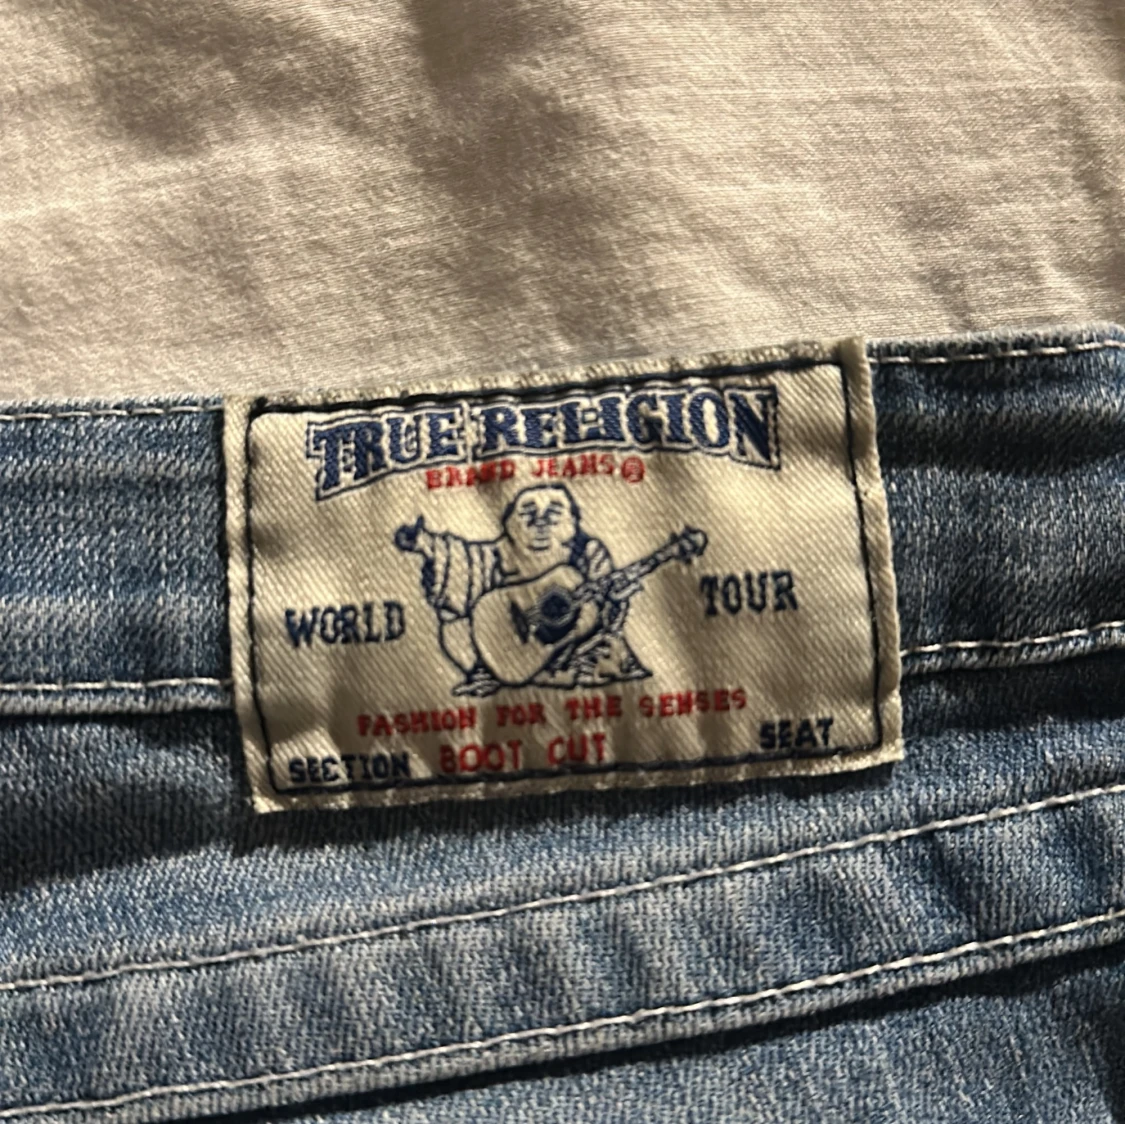 TRUE RELIGION
BRAND JEANS®
WORLD TOUR
FASHION FOR THE SENSES
SECTION BOOT CUT SEAT